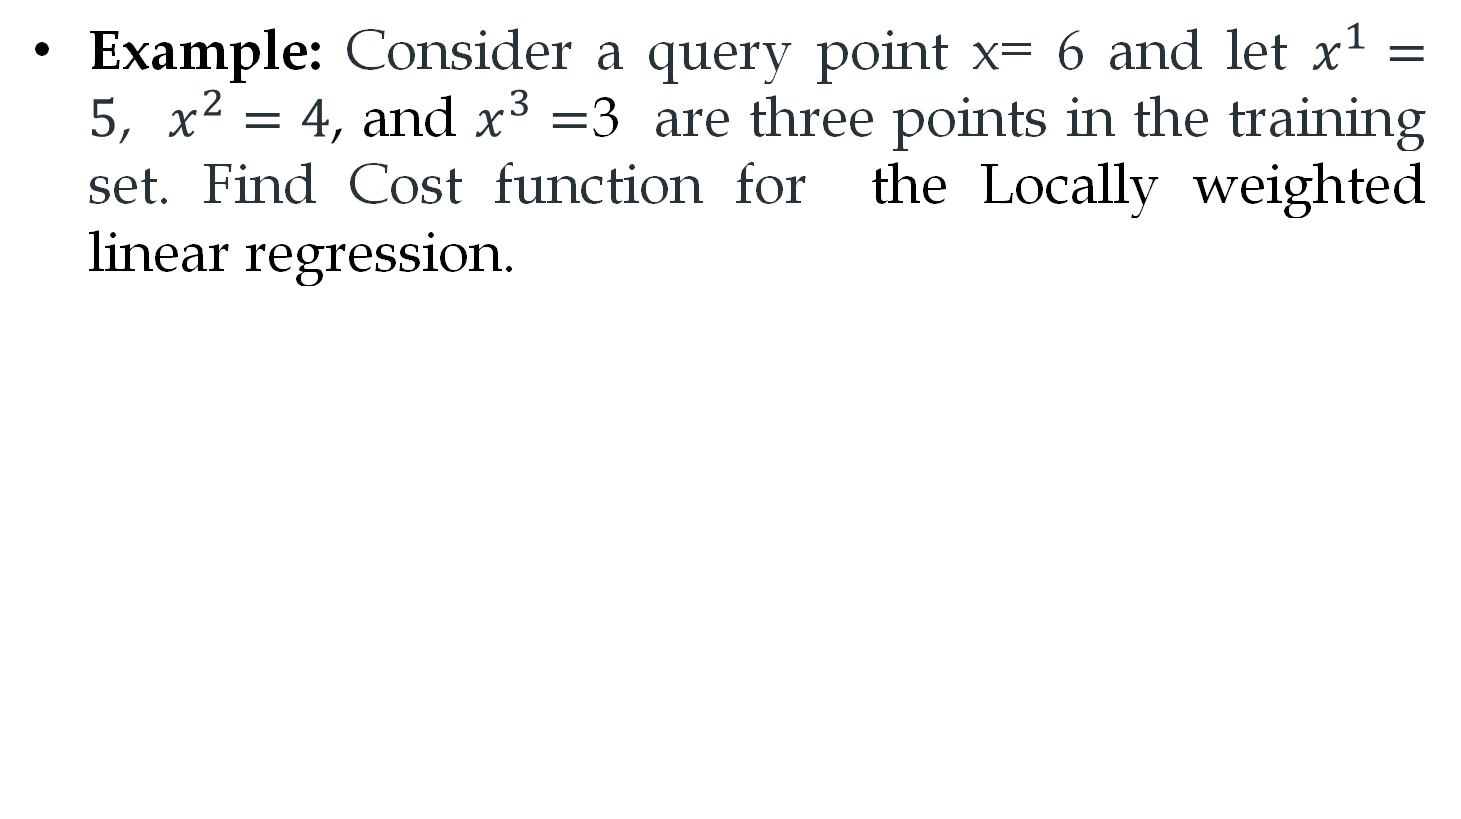 • Example: Consider a query point x= 6 and let x¹ =
5, x² = 4, and x³ =3 are three points in the training
set. Find Cost function for the Locally weighted
linear regression.